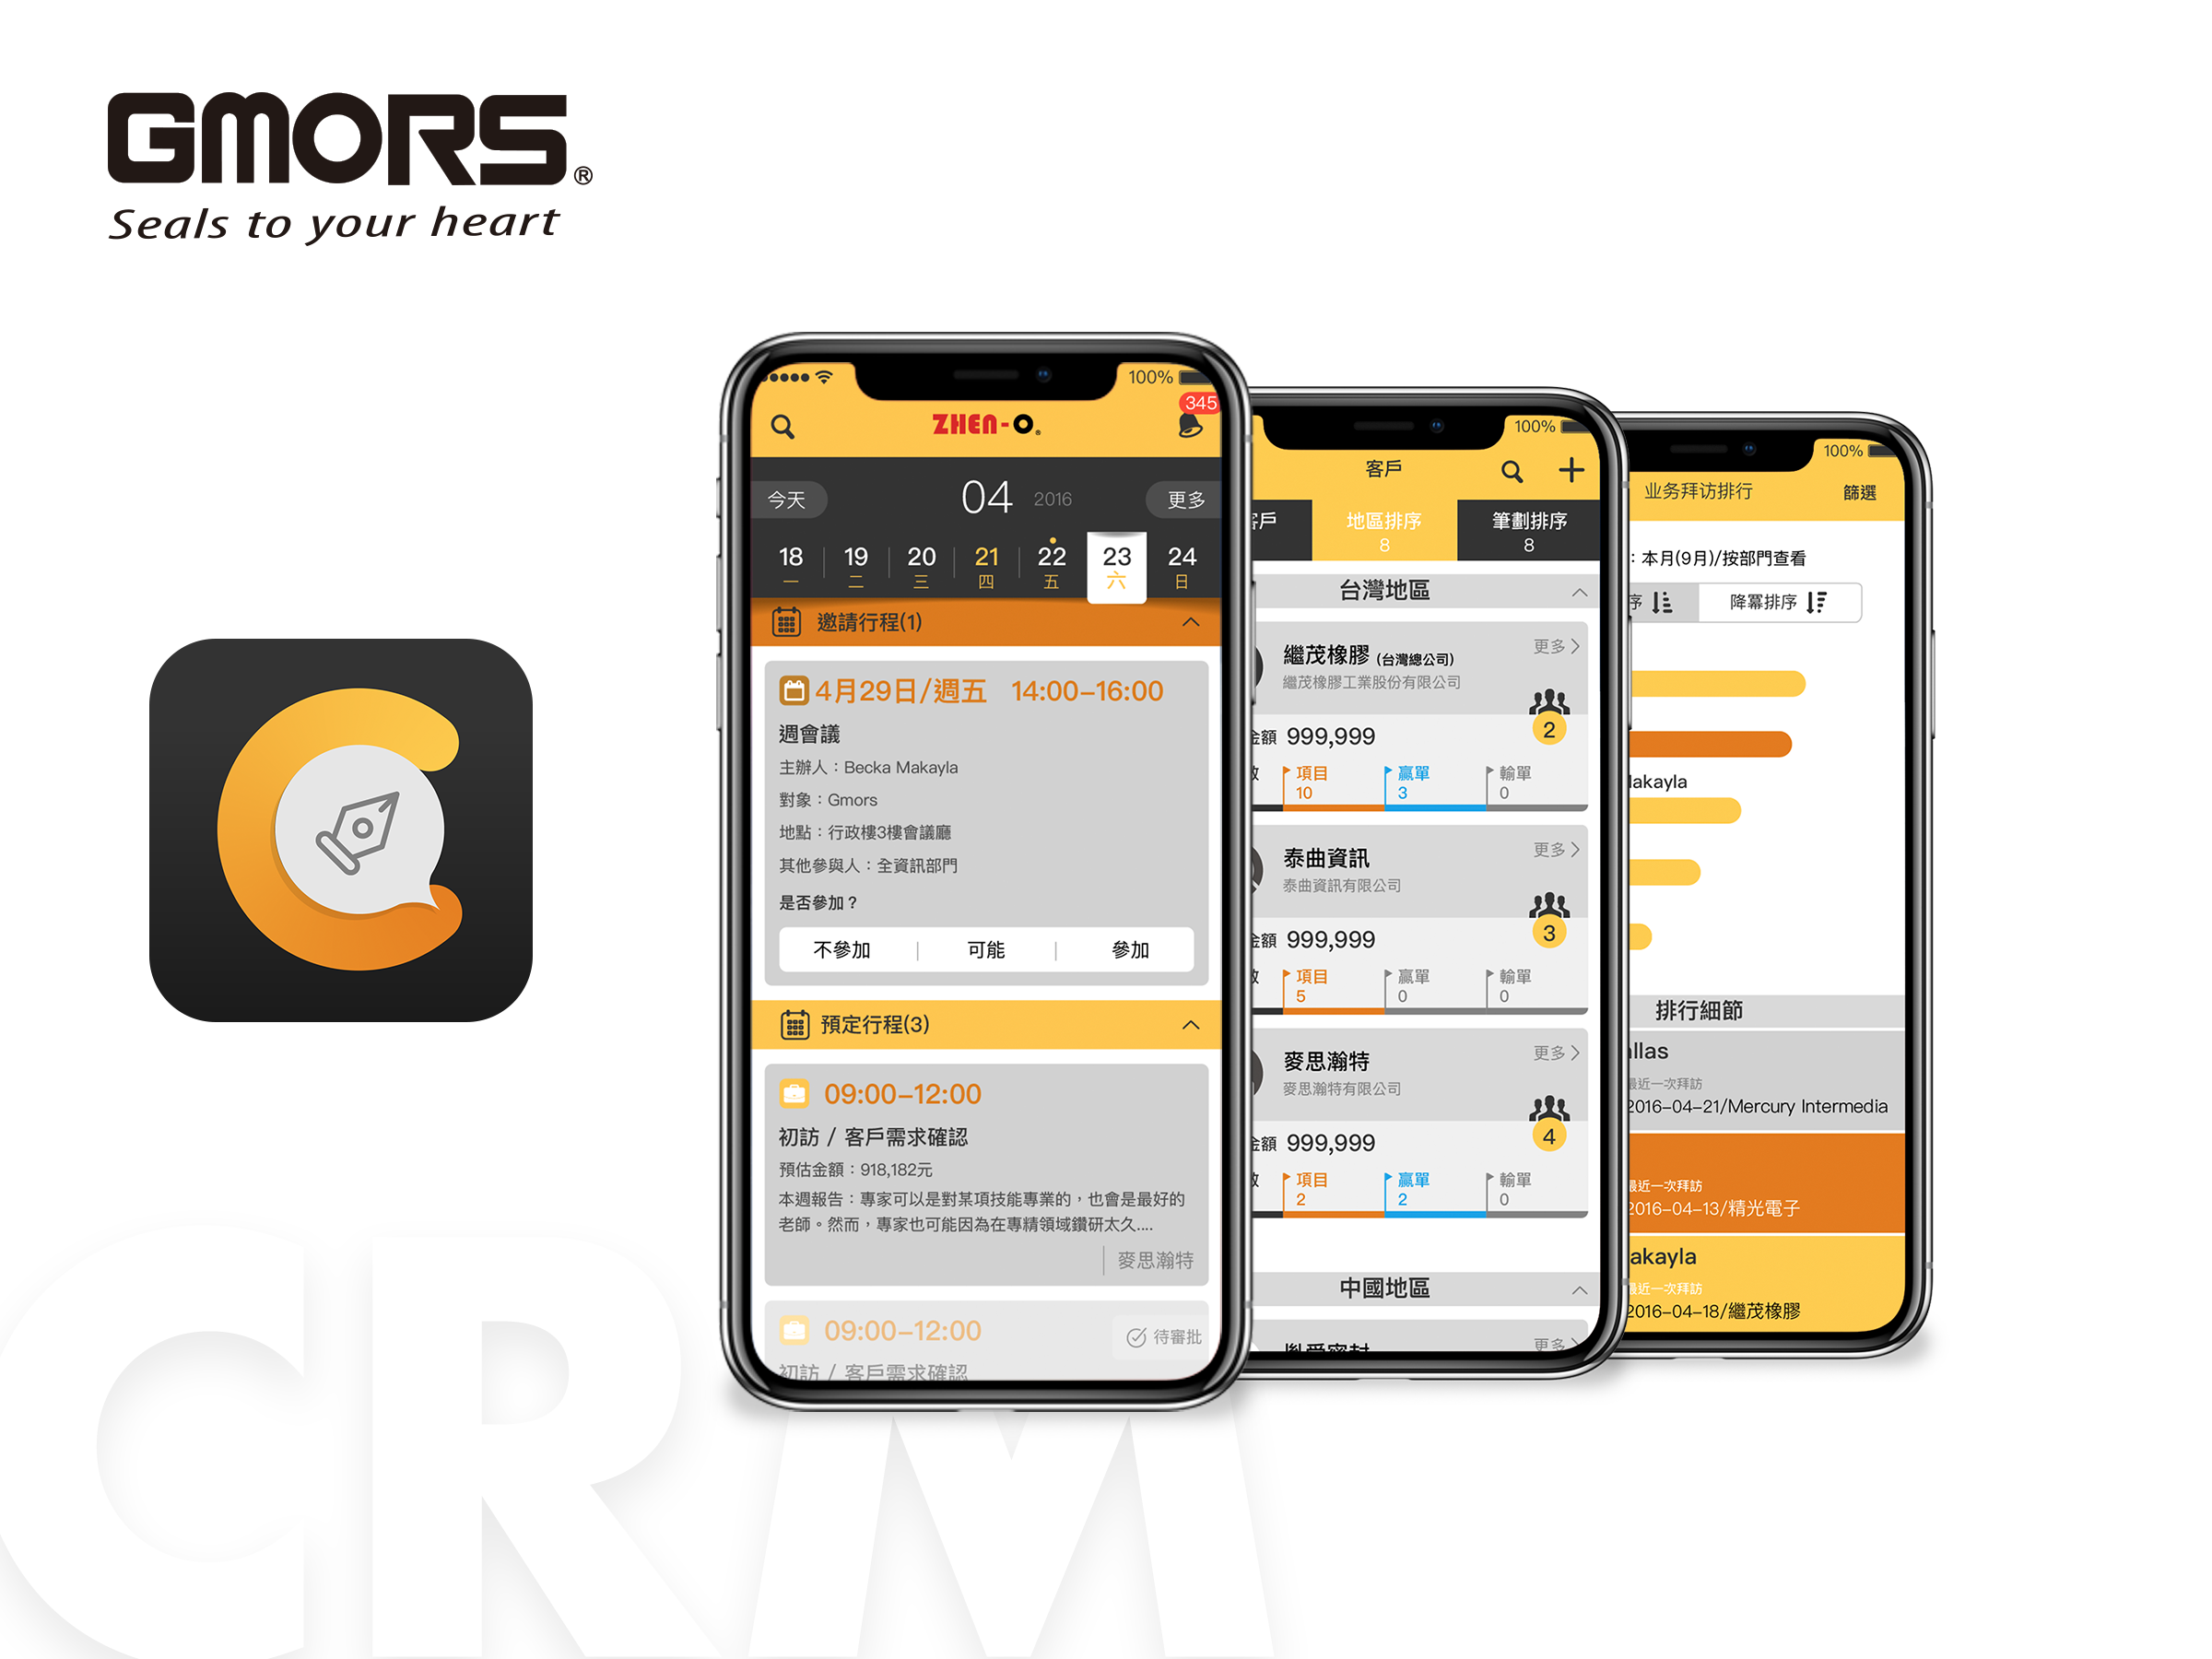 GMORS®
Seals to your heart
100%
345
ZHEN-O®
今天
04
2016
更多
18 19 20 21 22 23 24
一 二 三 四 五 六 日
邀請行程(1)
4月29日/週五 14:00–16:00
週會議
主辦人：Becka Makayla
對象：Gmors
地點：行政樓3樓會議廳
其他參與人：全資訊部門
是否參加？
不參加 | 可能 | 參加
預定行程(3)
09:00–12:00
初訪 / 客戶需求確認
預估金額：918,182元
本週報告：專家可以是對某項技能專業的，也會是最好的
老師。然而，專家也可能因為在專精領域鑽研太久....
麥思瀚特
09:00–12:00
待審批
初訪 / 客戶需求確認
100%
客戶
客戶
地區排序
8
筆劃排序
8
台灣地區
繼茂橡膠 (台灣總公司)
更多
繼茂橡膠工業股份有限公司
2
金額 999,999
項目 贏單 輸單
10 3 0
泰曲資訊
更多
泰曲資訊有限公司
3
金額 999,999
項目 贏單 輸單
5 0 0
麥思瀚特
更多
麥思瀚特有限公司
4
金額 999,999
項目 贏單 輸單
2 2 0
中國地區
更多
100%
业务拜访排行
篩選
：本月(9月)/按部門查看
序
降冪排序
akayla
排行細節
llas
最近一次拜訪
2016–04–21/Mercury Intermedia
最近一次拜訪
2016–04–13/精光電子
akayla
最近一次拜訪
2016–04–18/繼茂橡膠
CRM